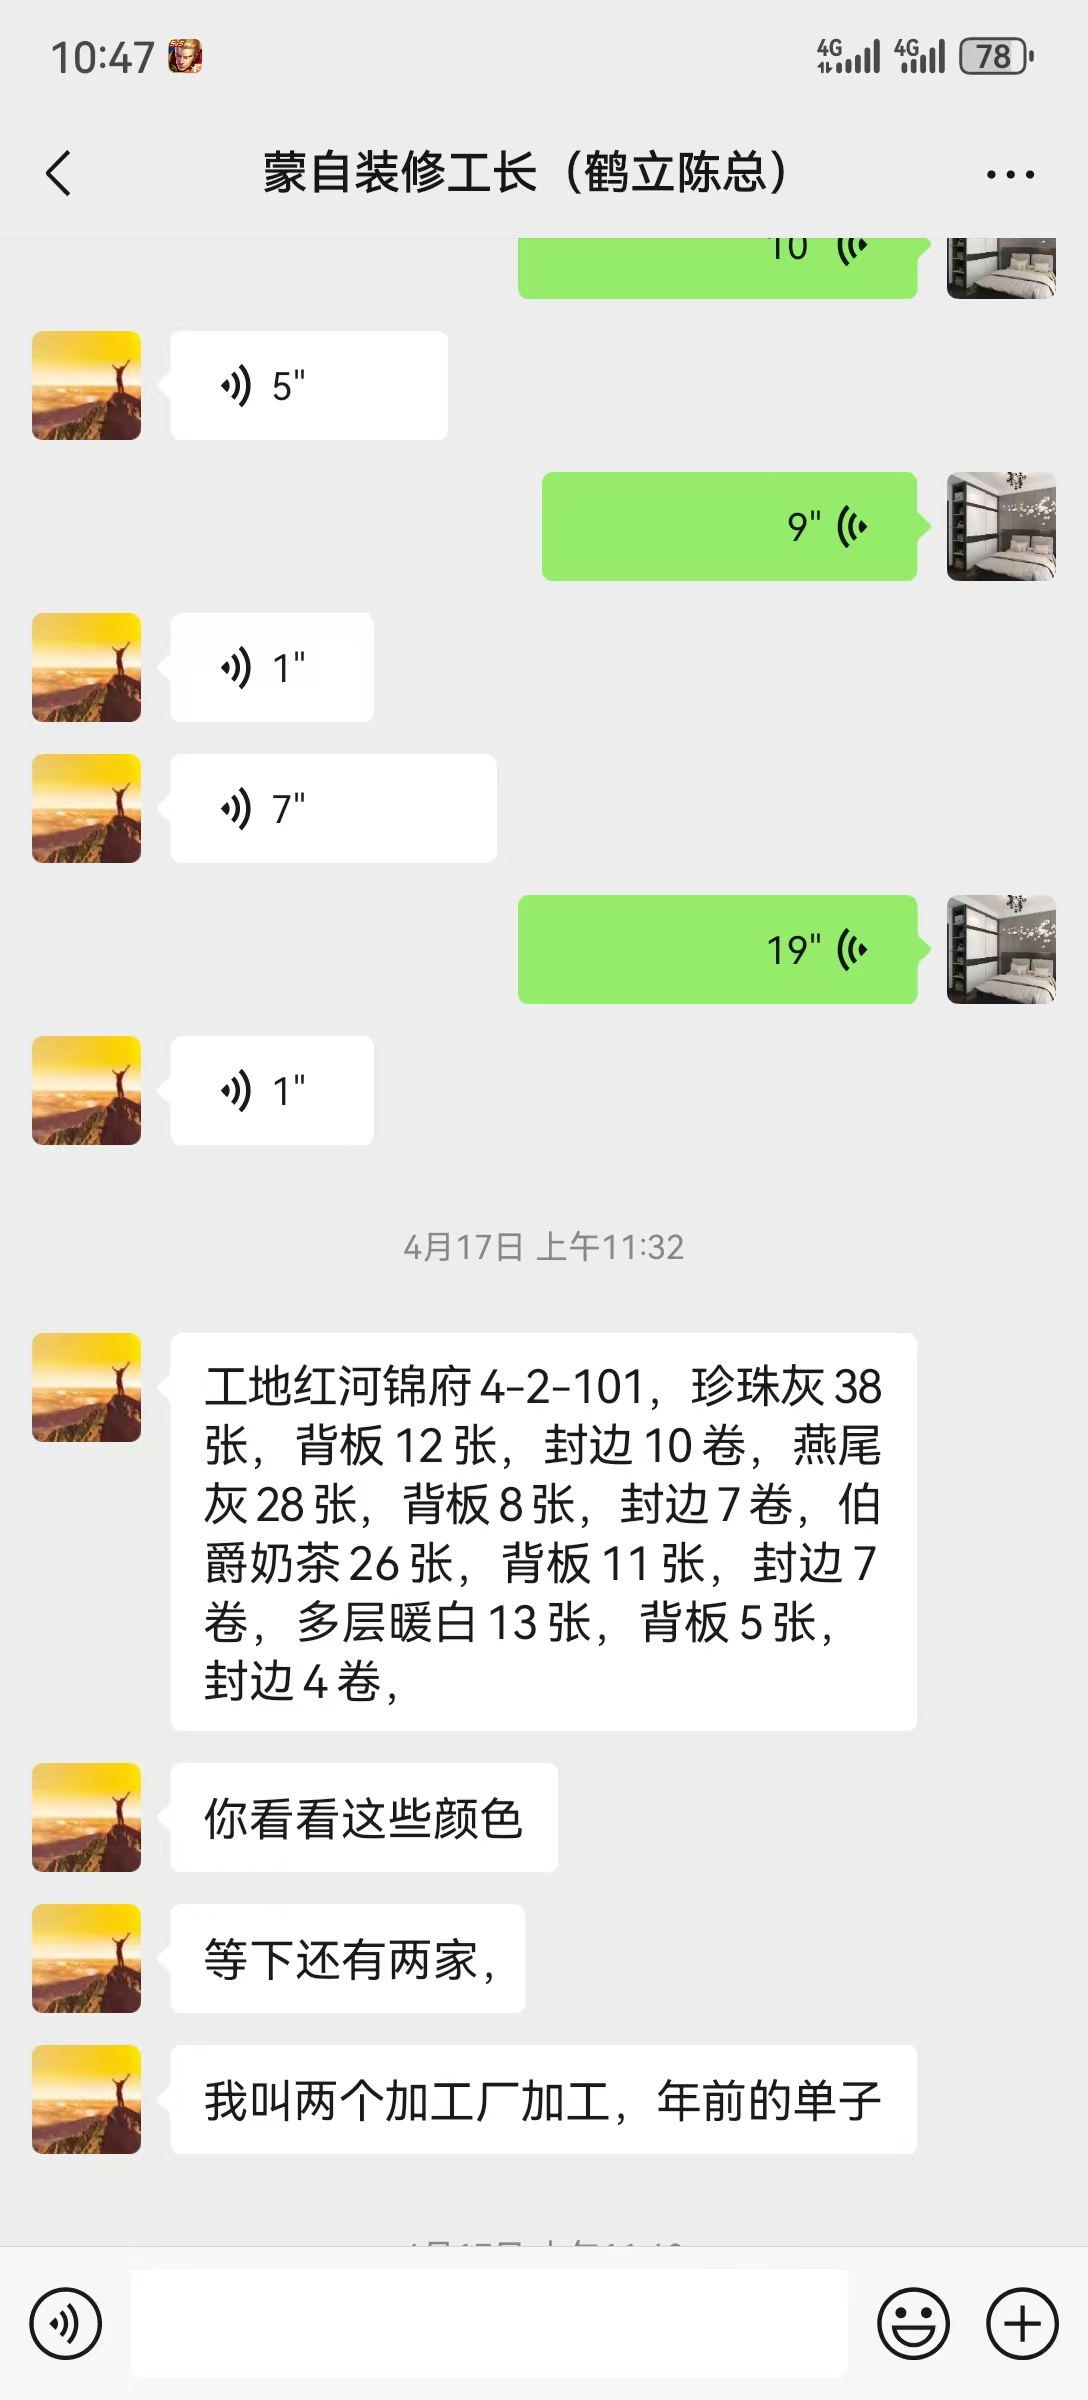 10:47
4G 4G 78
蒙自装修工长（鹤立陈总）
10
5"
9"
1"
7"
19"
1"
4月17日 上午11:32
工地红河锦府4-2-101，珍珠灰38
张，背板12张，封边10卷，燕尾
灰28张，背板8张，封边7卷，伯
爵奶茶26张，背板11张，封边7
卷，多层暖白13张，背板5张，
封边4卷，
你看看这些颜色
等下还有两家，
我叫两个加工厂加工，年前的单子